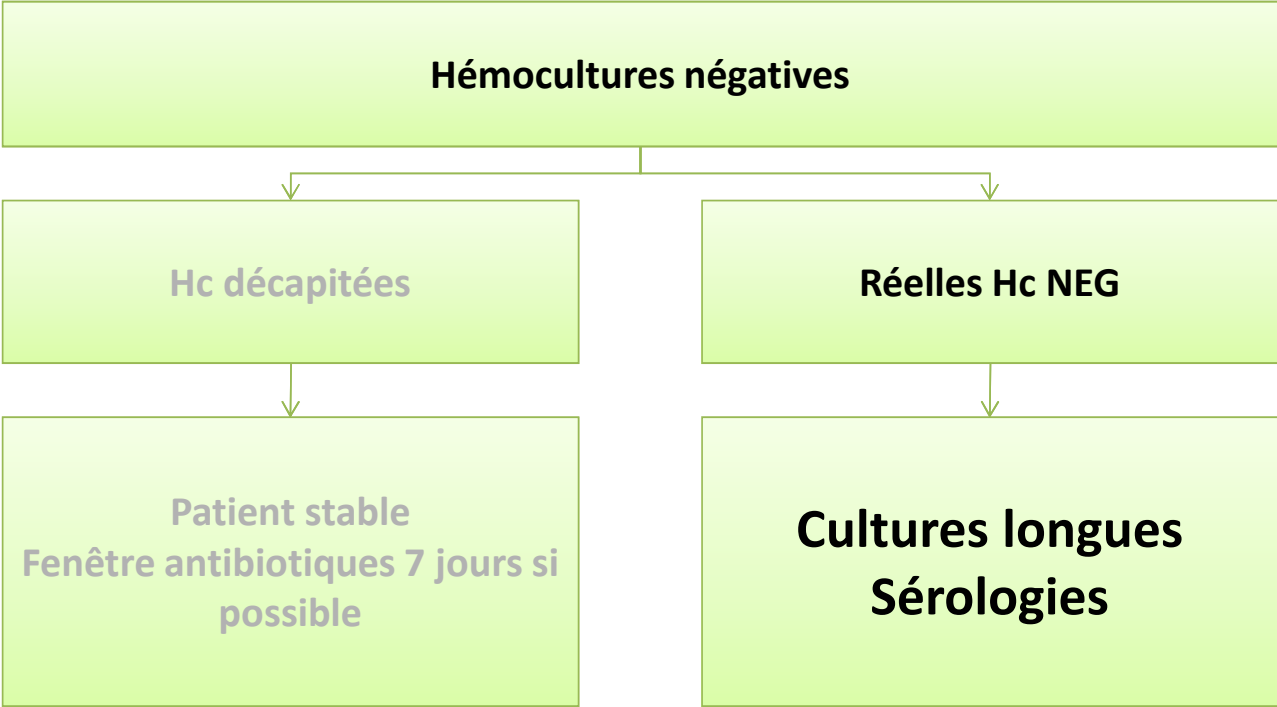 Hémocultures négatives
Hc décapitées
Réelles Hc NEG
Patient stable
Fenêtre antibiotiques 7 jours si
possible
Cultures longues
Sérologies